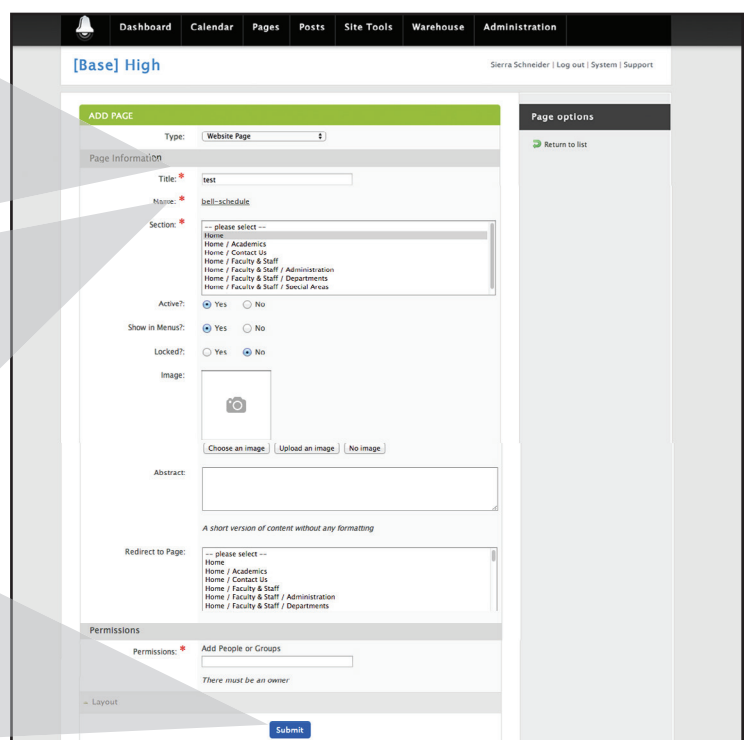 Dashboard Calendar Pages Posts Site Tools Warehouse Administration
[Base] High
Sierra Schneider | Log out | System | Support
ADD PAGE
Type: Website Page
Page Information
Title: * test
Name: * bell-schedule
Section: * -- please select --
Home
Home / Academics
Home / Contact Us
Home / Faculty & Staff
Home / Faculty & Staff / Administration
Home / Faculty & Staff / Departments
Home / Faculty & Staff / Special Areas
Active?: Yes No
Show in Menus?: Yes No
Locked?: Yes No
Image:
Choose an image Upload an image No image
Abstract:
A short version of content without any formatting
Redirect to Page: -- please select --
Home
Home / Academics
Home / Contact Us
Home / Faculty & Staff
Home / Faculty & Staff / Administration
Home / Faculty & Staff / Departments
Permissions
Permissions: * Add People or Groups
There must be an owner
– Layout
Submit
Page options
Return to list